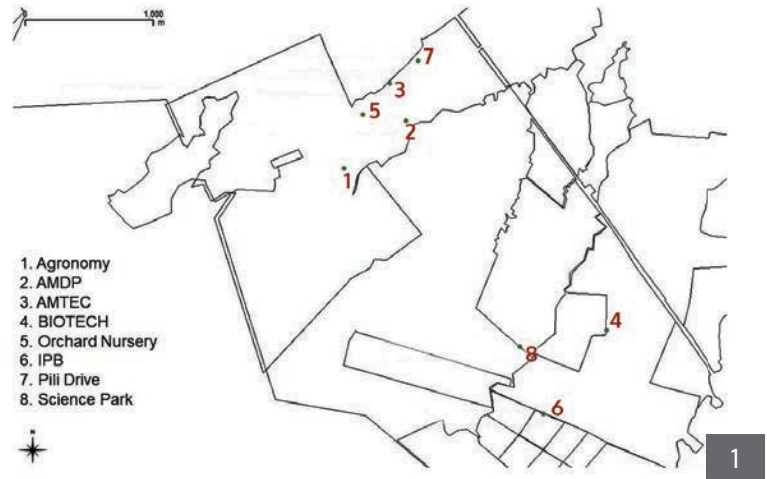 0 1,000
m
7
3
5
2
1
1. Agronomy
2. AMDP
3. AMTEC
4. BIOTECH
5. Orchard Nursery
6. IPB
7. Pili Drive
8. Science Park
4
8
6
N
1